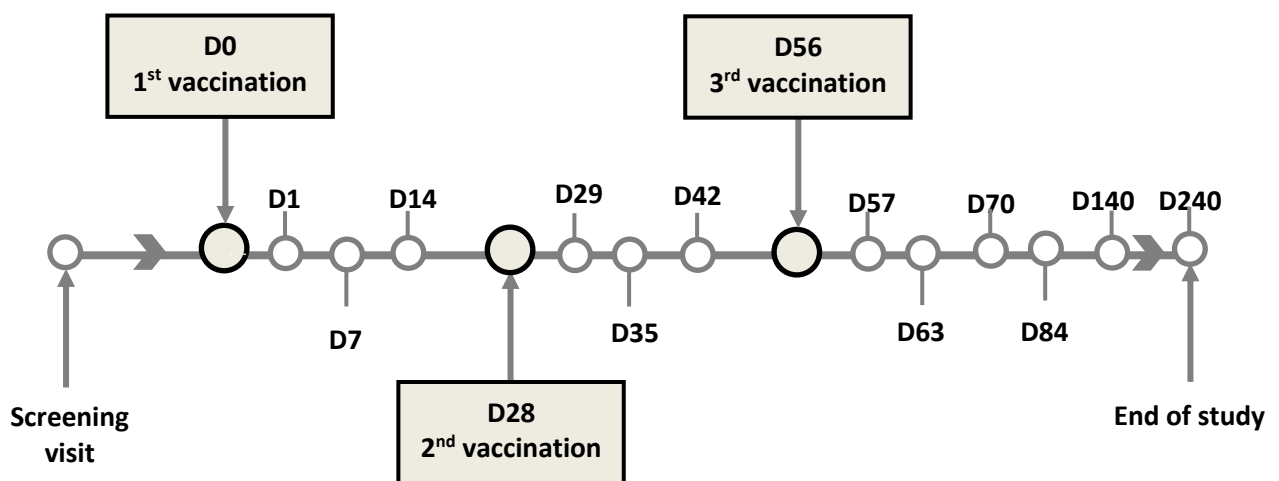 D0
1st vaccination
D56
3rd vaccination
D1
D14
D29
D42
D57
D70
D140
D240
D7
D35
D63
D84
Screening
visit
D28
2nd vaccination
End of study